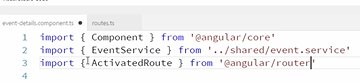 event-details.component.ts routes.ts
1 import { Component } from '@angular/core'
2 import { EventService } from '../shared/event.service'
3 import { ActivatedRoute } from '@angular/router
4